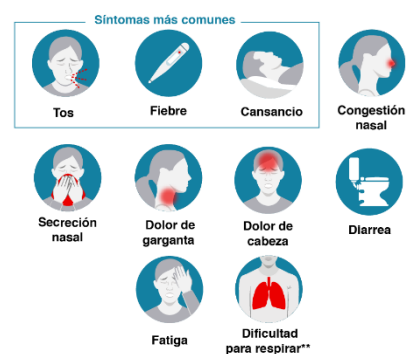 Síntomas más comunes
Tos
Fiebre
Cansancio
Congestión
nasal
Secreción
nasal
Dolor de
garganta
Dolor de
cabeza
Diarrea
Fatiga
Dificultad
para respirar**